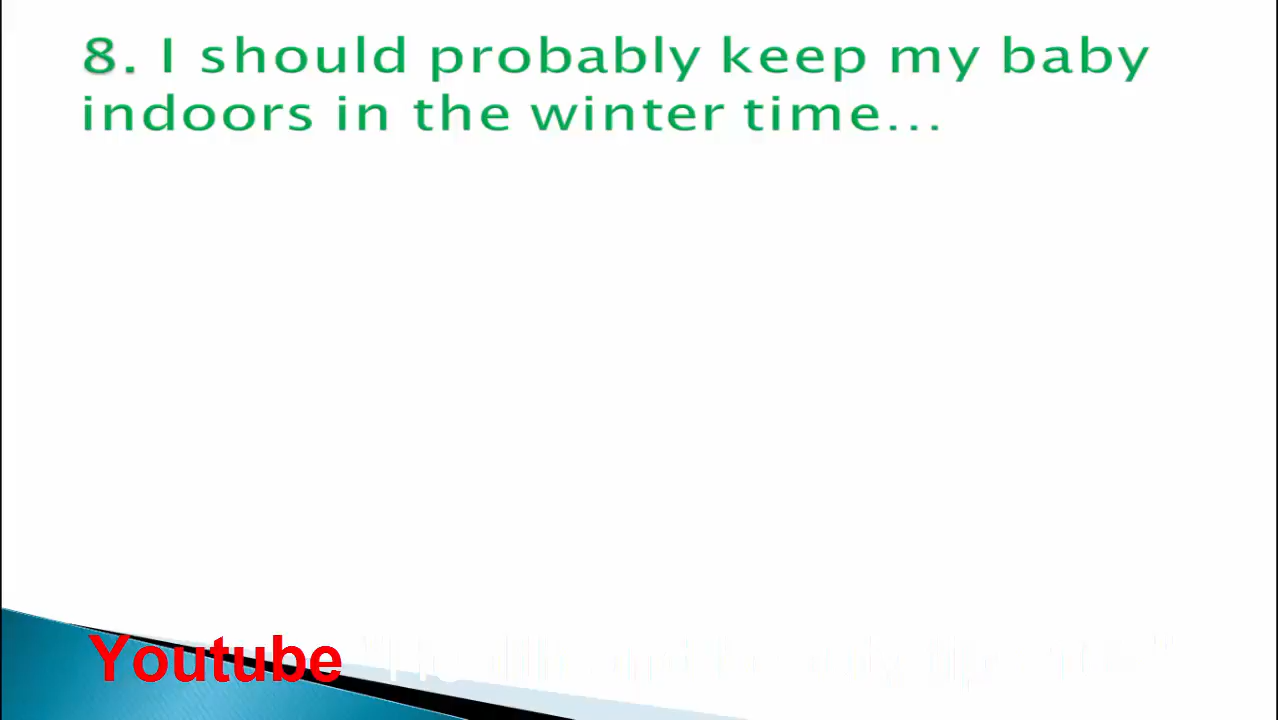 8. I should probably keep my baby
indoors in the winter time...
Youtube